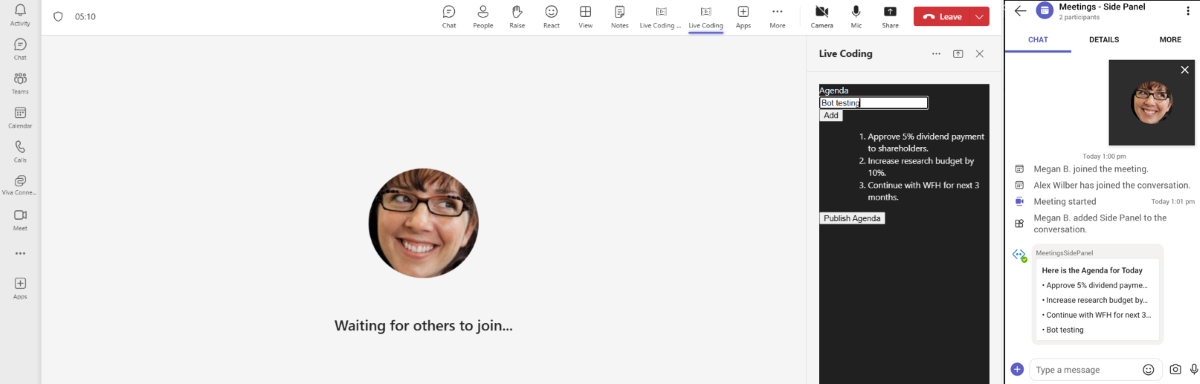 Activity
Chat
Teams
Calendar
Calls
Viva Conne...
Meet
Apps
05:10
Chat
People
Raise
React
View
Notes
Live Coding ...
Live Coding
Apps
More
Camera
Mic
Share
Leave
Waiting for others to join...
Live Coding
Agenda
Bot testing
Add
1. Approve 5% dividend payment
to shareholders.
2. Increase research budget by
10%.
3. Continue with WFH for next 3
months.
Publish Agenda
Meetings - Side Panel
2 participants
CHAT
DETAILS
MORE
Today 1:00 pm
Megan B. joined the meeting.
Alex Wilber has joined the conversation.
Meeting started
Today 1:01 pm
Megan B. added Side Panel to the
conversation.
MeetingsSidePanel
Here is the Agenda for Today
• Approve 5% dividend payme...
• Increase research budget by...
• Continue with WFH for next 3...
• Bot testing
Type a message